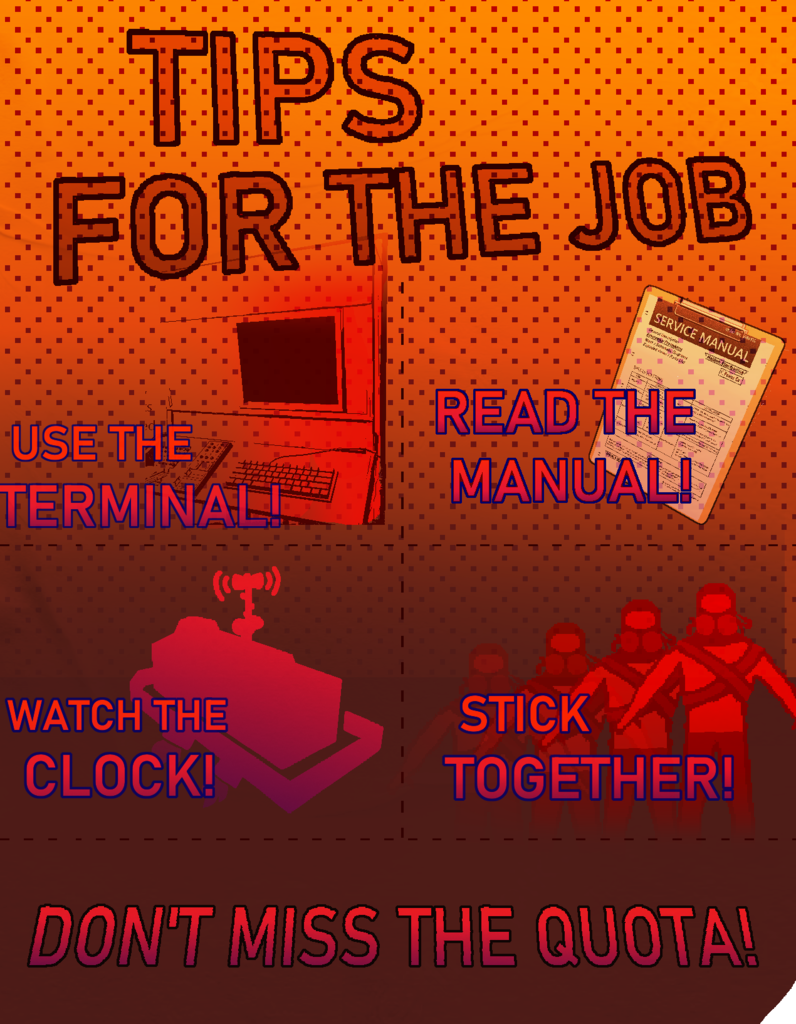 TIPS
FOR THE JOB
SERVICE MANUAL
USE THE
TERMINAL!
READ THE
MANUAL!
WATCH THE
CLOCK!
STICK
TOGETHER!
DON'T MISS THE QUOTA!